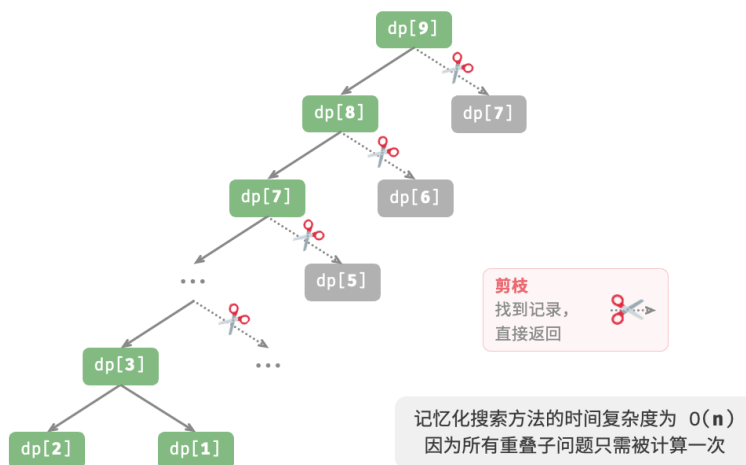 dp[9]
dp[8]
dp[7]
dp[7]
dp[6]
...
dp[5]
剪枝
找到记录，
直接返回
dp[3]
...
记忆化搜索方法的时间复杂度为 O(n)
因为所有重叠子问题只需被计算一次
dp[2]
dp[1]